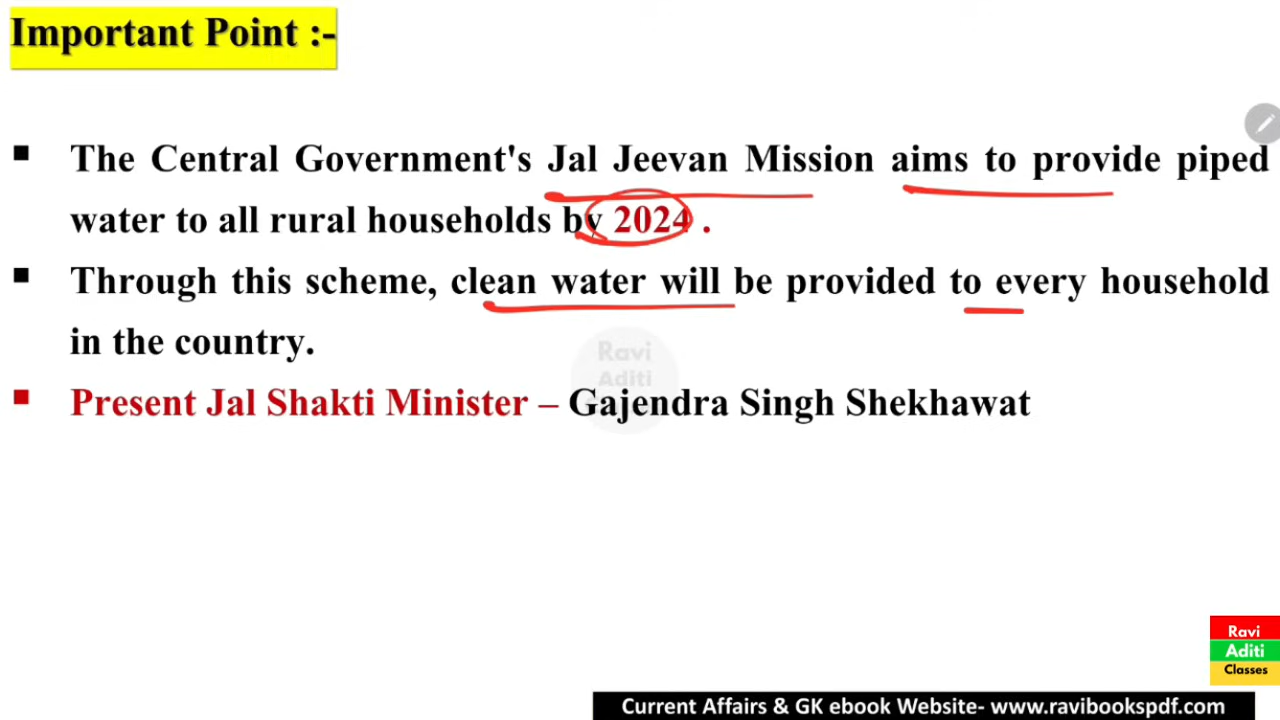 Important Point :-
▪ The Central Government's Jal Jeevan Mission aims to provide piped
water to all rural households by 2024 .
▪ Through this scheme, clean water will be provided to every household
in the country.
Ravi
Aditi
▪ Present Jal Shakti Minister – Gajendra Singh Shekhawat
Ravi
Aditi
Classes
Current Affairs & GK ebook Website- www.ravibookspdf.com